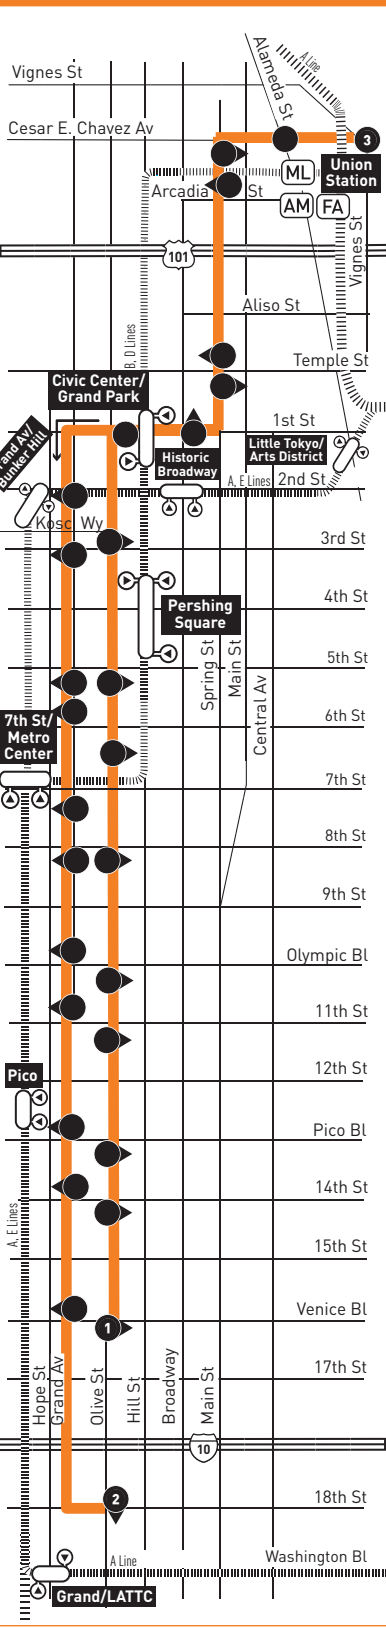 Alameda St
A Line
Vignes St
Cesar E. Chavez Av
3
Union
Station
ML
Arcadia St
AM
FA
Vignes St
101
Aliso St
B, D Lines
Temple St
Civic Center/
Grand Park
1st St
Historic
Broadway
Little Tokyo/
Arts District
Bunker Hill
A, E Lines
2nd St
Kosc Wy
3rd St
4th St
Pershing
Square
Spring St
Main St
Central Av
5th St
6th St
7th St/
Metro
Center
7th St
8th St
9th St
Olympic Bl
11th St
12th St
Pico
Pico Bl
14th St
A, E Lines
15th St
Venice Bl
1
Hope St
Grand Av
Olive St
Hill St
Broadway
Main St
17th St
10
2
18th St
A Line
Washington Bl
Grand/LATTC